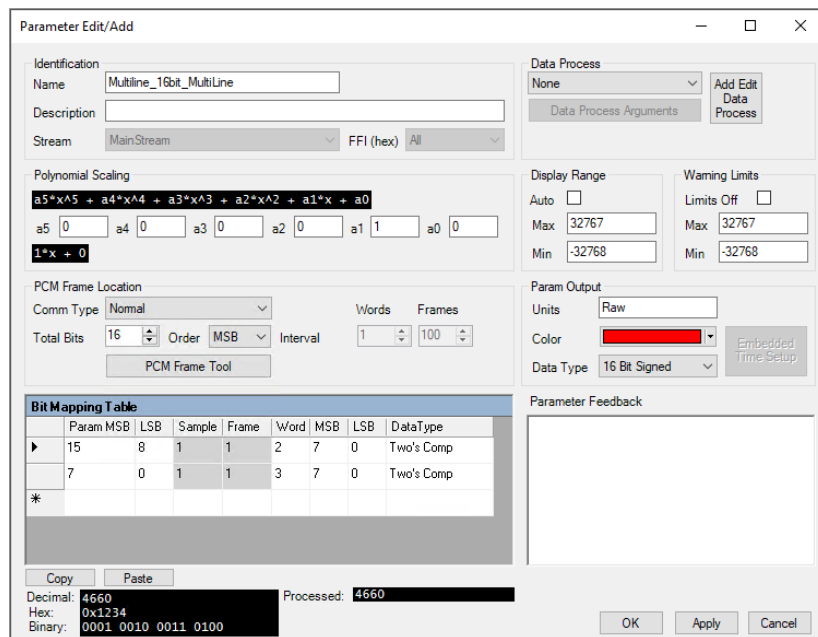 Parameter Edit/Add
Identification
Name Multiline_16bit_MultiLine
Description
Stream MainStream FFI (hex) All
Data Process
None
Data Process Arguments
Add Edit
Data
Process
Polynomial Scaling
a5*x^5 + a4*x^4 + a3*x^3 + a2*x^2 + a1*x + a0
a5 0 a4 0 a3 0 a2 0 a1 1 a0 0
1*x + 0
Display Range
Auto
Max 32767
Min -32768
Warning Limits
Limits Off
Max 32767
Min -32768
PCM Frame Location
Comm Type Normal Words Frames
Total Bits 16 Order MSB Interval 1 100
PCM Frame Tool
Param Output
Units Raw
Color
Data Type 16 Bit Signed
Embedded
Time Setup
Bit Mapping Table
Param MSB LSB Sample Frame Word MSB LSB DataType
15 8 1 1 2 7 0 Two's Comp
7 0 1 1 3 7 0 Two's Comp
Parameter Feedback
Copy Paste
Decimal: 4660
Hex: 0x1234
Binary: 0001 0010 0011 0100
Processed: 4660
OK Apply Cancel